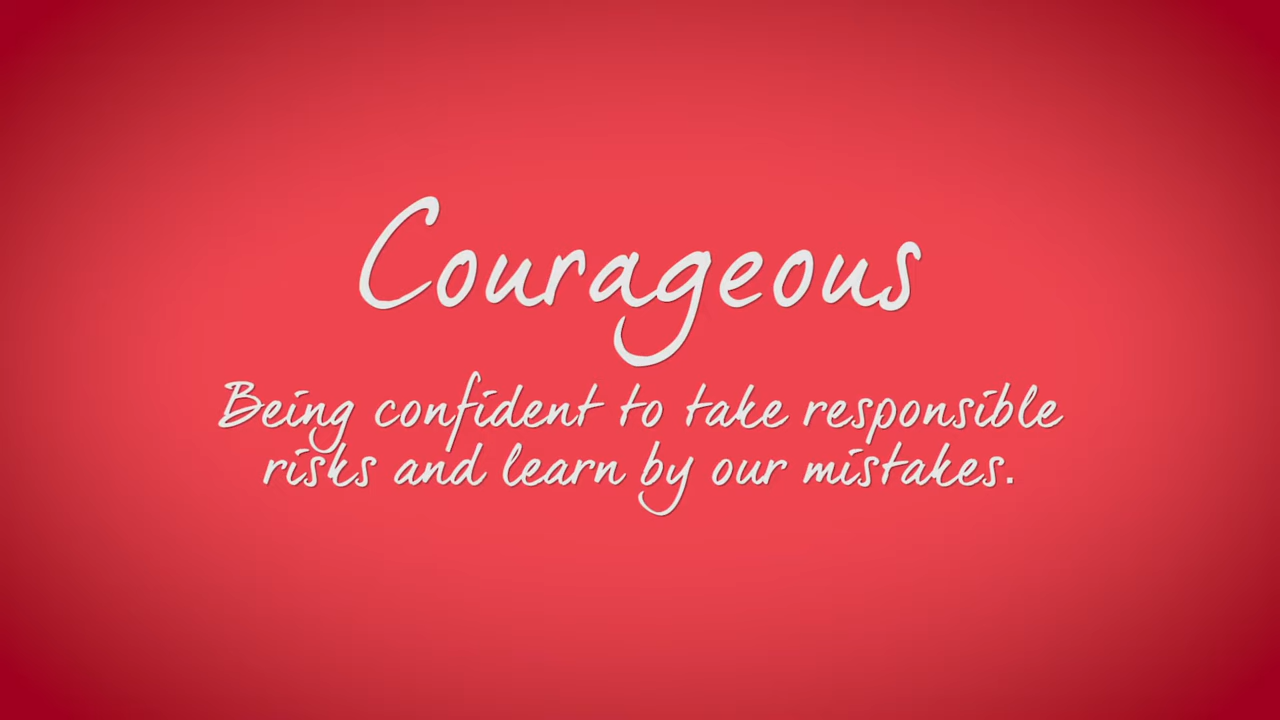 Courageous
Being confident to take responsible
risks and learn by our mistakes.